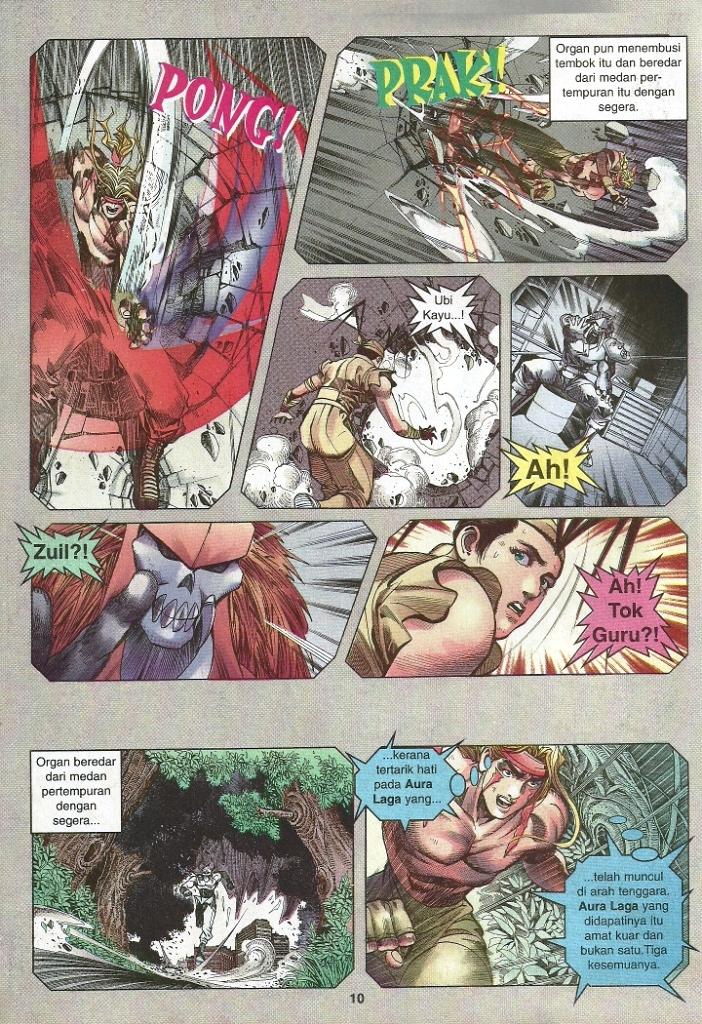 PONG!
PRAK!
Organ pun menembusi
tembok itu dan beredar
dari medan per-
tempuran itu dengan
segera.
Ubi
Kayu...!
Ah!
Zuil?!
Ah!
Tok
Guru?!
Organ beredar
dari medan
pertempuran
dengan
segera...
...kerana
tertarik hati
pada Aura
Laga yang...
...telah muncul
di arah tenggara.
Aura Laga yang
didapatinya itu
amat kuar dan
bukan satu.Tiga
kesemuanya.
10